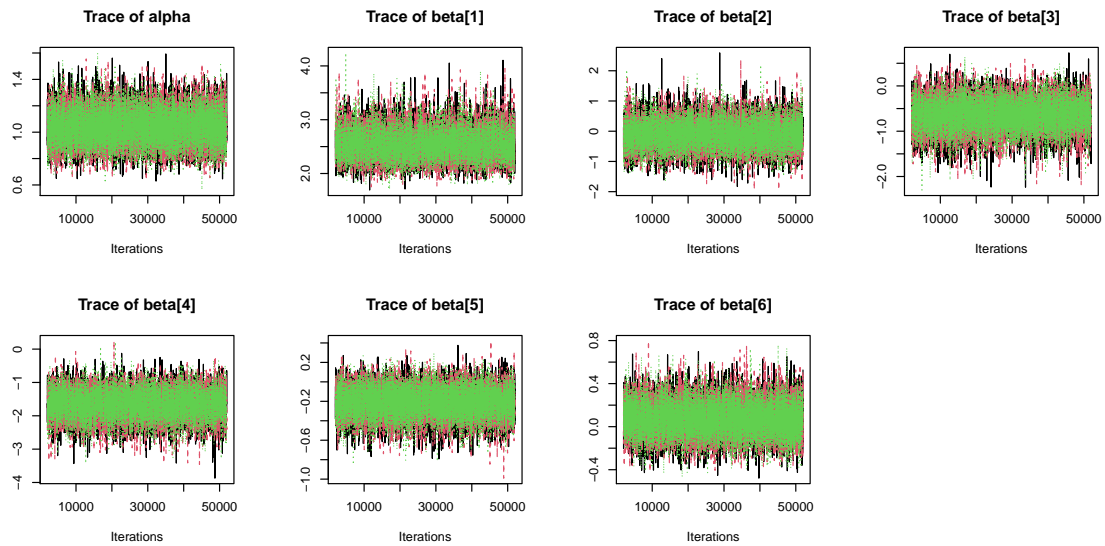 Trace of alpha
0.6 1.0 1.4
10000 30000 50000
Iterations
Trace of beta[1]
2.0 3.0 4.0
10000 30000 50000
Iterations
Trace of beta[2]
−2 −1 0 1 2
10000 30000 50000
Iterations
Trace of beta[3]
−2.0 −1.0 0.0
10000 30000 50000
Iterations
Trace of beta[4]
−4 −3 −2 −1 0
10000 30000 50000
Iterations
Trace of beta[5]
−1.0 −0.6 −0.2 0.2
10000 30000 50000
Iterations
Trace of beta[6]
−0.4 0.0 0.4 0.8
10000 30000 50000
Iterations